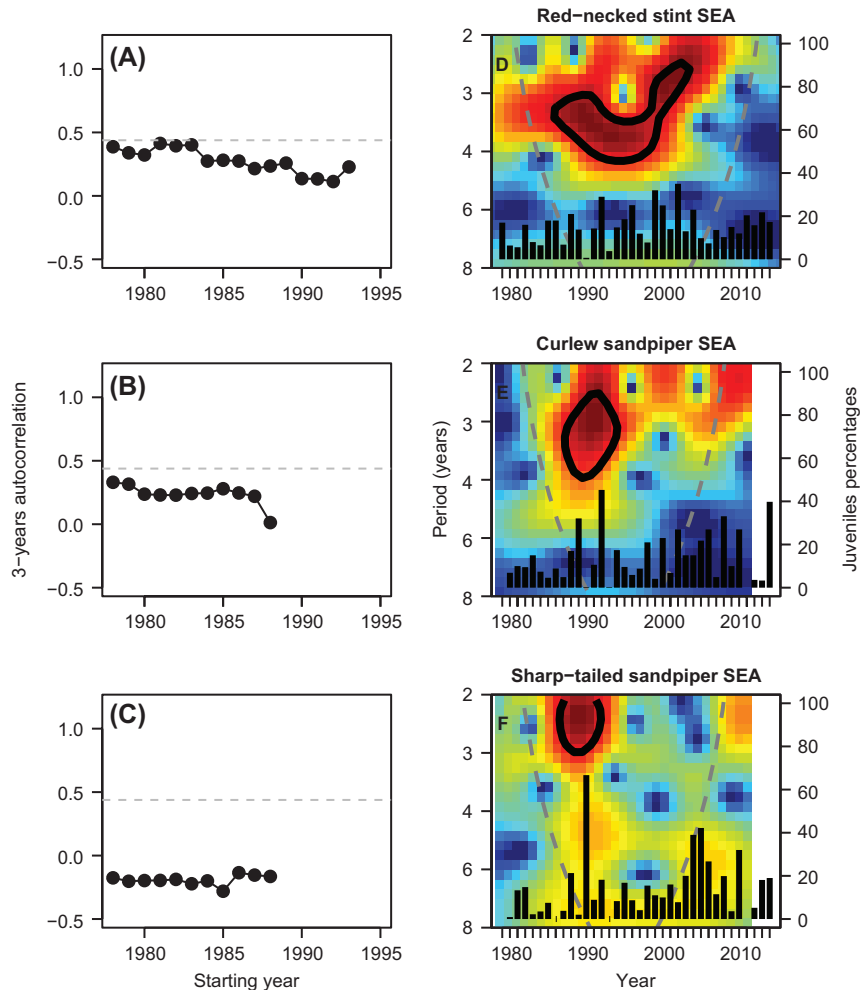 Red−necked stint SEA
(A)
1.0
0.5
0.0
−0.5
1980 1985 1990 1995
D
2
3
4
6
8
100
80
60
40
20
0
1980 1990 2000 2010
Curlew sandpiper SEA
(B)
1.0
0.5
0.0
−0.5
1980 1985 1990 1995
E
2
3
4
6
8
100
80
60
40
20
0
1980 1990 2000 2010
3−years autocorrelation
Period (years)
Juveniles percentages
Sharp−tailed sandpiper SEA
(C)
1.0
0.5
0.0
−0.5
1980 1985 1990 1995
Starting year
F
2
3
4
6
8
100
80
60
40
20
0
1980 1990 2000 2010
Year